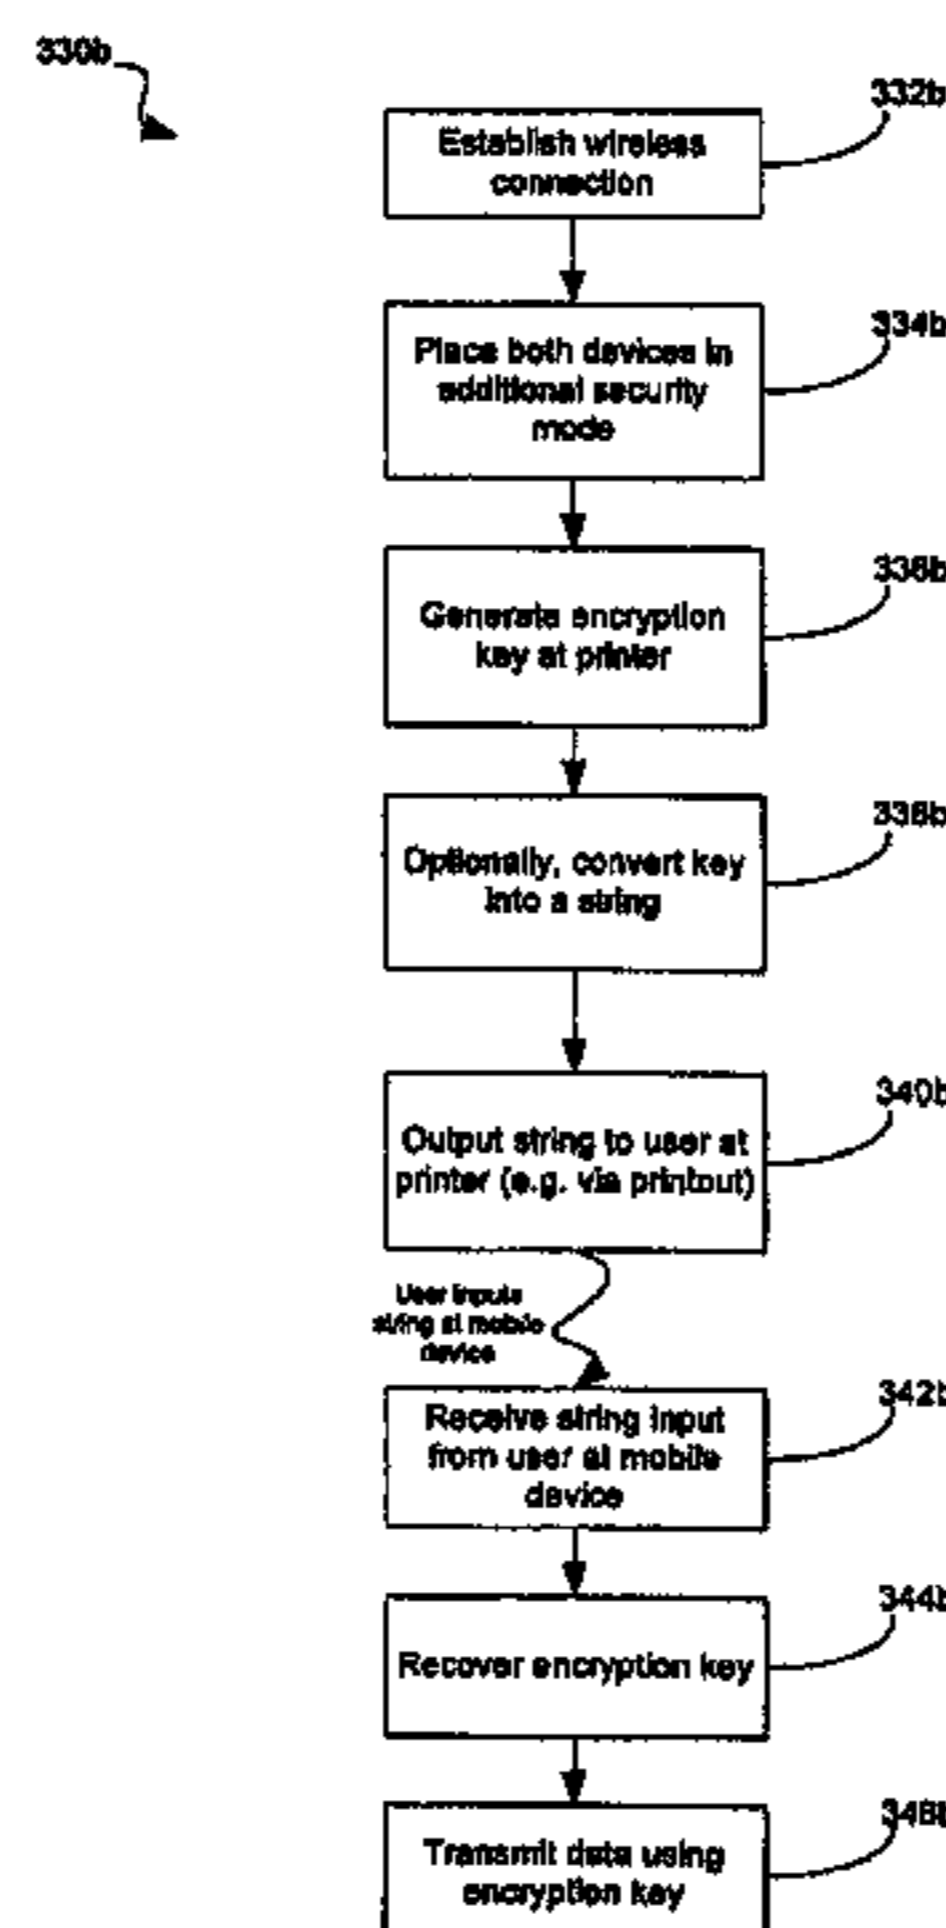 330b
332b
Establish wireless
connection
334b
Place both devices in
additional security
mode
336b
Generate encryption
key at printer
338b
Optionally, convert key
into a string
340b
Output string to user at
printer (e.g. via printout)
User inputs
string at mobile
device
342b
Receive string input
from user at mobile
device
344b
Recover encryption key
346b
Transmit data using
encryption key